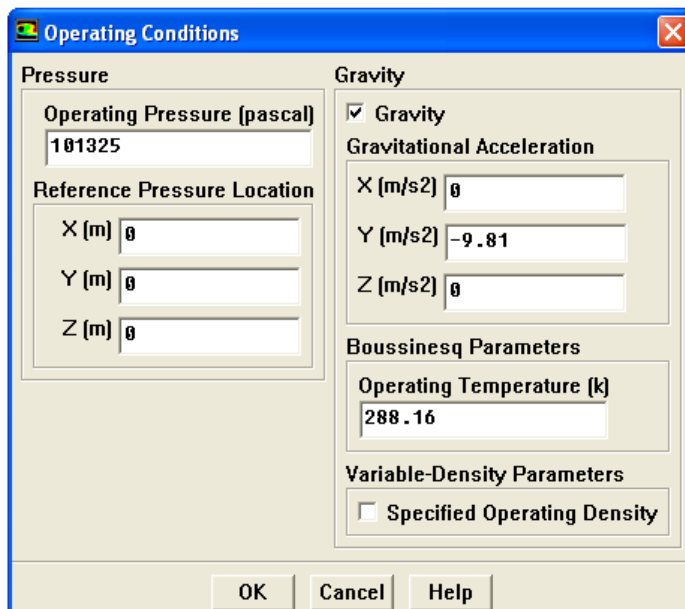 Operating Conditions
Pressure
Operating Pressure (pascal)
101325
Reference Pressure Location
X (m) 0
Y (m) 0
Z (m) 0
Gravity
Gravity
Gravitational Acceleration
X (m/s2) 0
Y (m/s2) -9.81
Z (m/s2) 0
Boussinesq Parameters
Operating Temperature (k)
288.16
Variable-Density Parameters
Specified Operating Density
OK Cancel Help